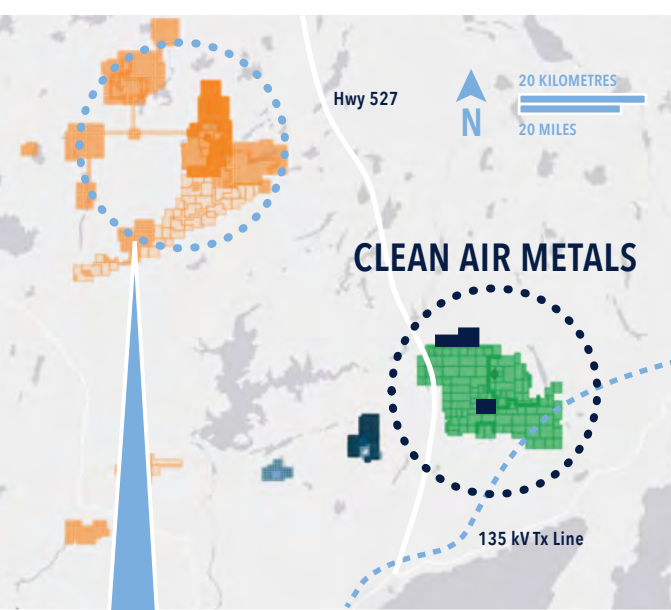 Hwy 527
20 KILOMETRES
N
20 MILES
CLEAN AIR METALS
135 kV Tx Line